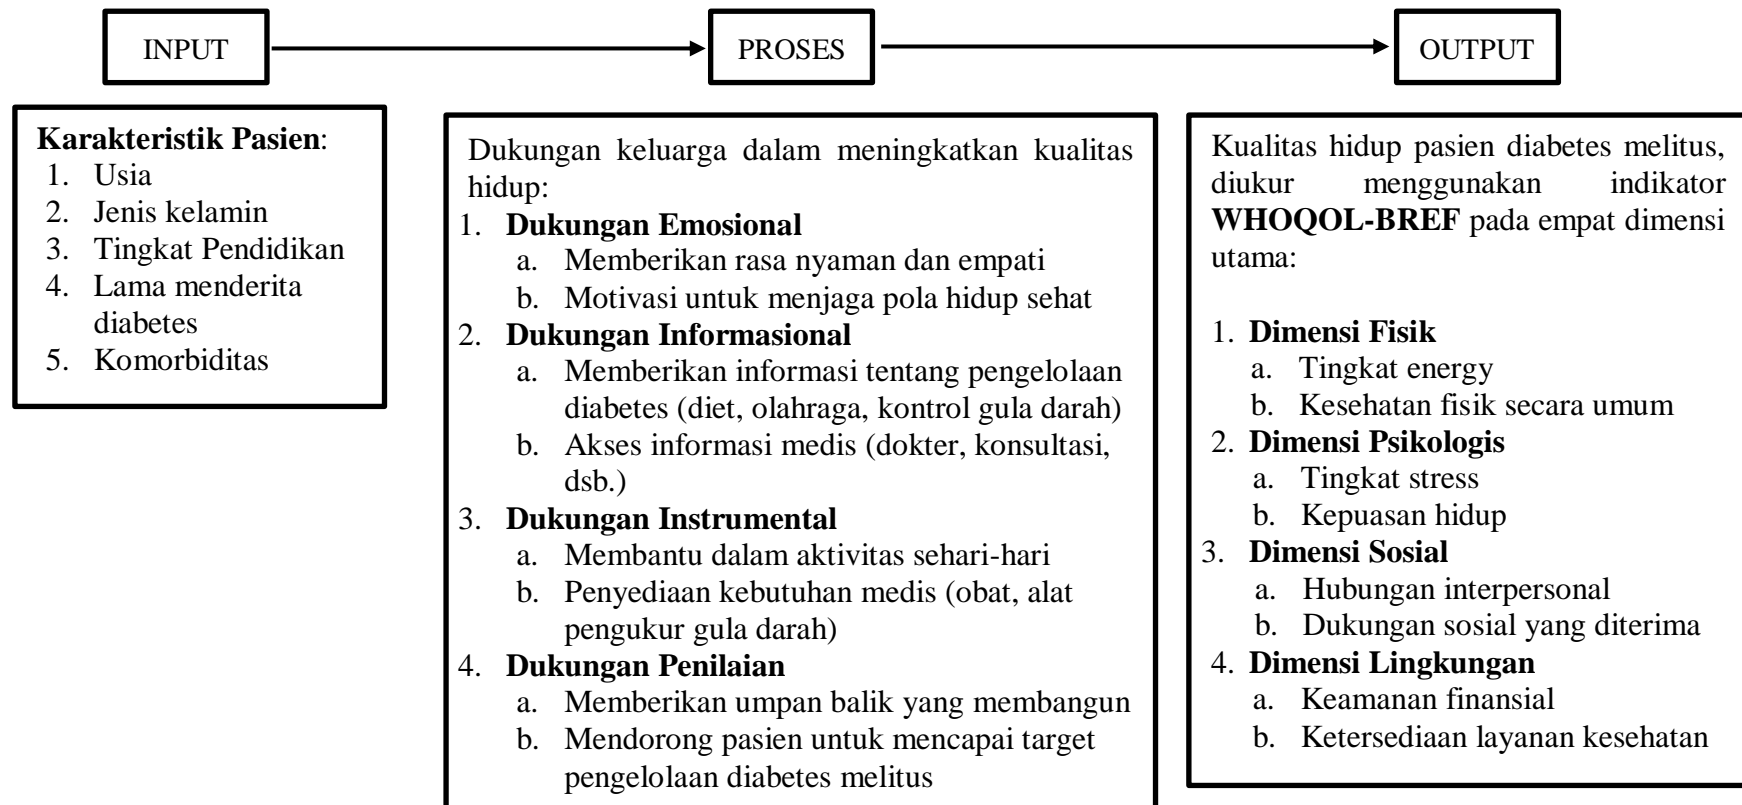 INPUT
PROSES
OUTPUT
Karakteristik Pasien:
1. Usia
2. Jenis kelamin
3. Tingkat Pendidikan
4. Lama menderita
diabetes
5. Komorbiditas
Dukungan keluarga dalam meningkatkan kualitas
hidup:
1. Dukungan Emosional
a. Memberikan rasa nyaman dan empati
b. Motivasi untuk menjaga pola hidup sehat
2. Dukungan Informasional
a. Memberikan informasi tentang pengelolaan
diabetes (diet, olahraga, kontrol gula darah)
b. Akses informasi medis (dokter, konsultasi,
dsb.)
3. Dukungan Instrumental
a. Membantu dalam aktivitas sehari-hari
b. Penyediaan kebutuhan medis (obat, alat
pengukur gula darah)
4. Dukungan Penilaian
a. Memberikan umpan balik yang membangun
b. Mendorong pasien untuk mencapai target
pengelolaan diabetes melitus
Kualitas hidup pasien diabetes melitus,
diukur menggunakan indikator
WHOQOL-BREF pada empat dimensi
utama:
1. Dimensi Fisik
a. Tingkat energy
b. Kesehatan fisik secara umum
2. Dimensi Psikologis
a. Tingkat stress
b. Kepuasan hidup
3. Dimensi Sosial
a. Hubungan interpersonal
b. Dukungan sosial yang diterima
4. Dimensi Lingkungan
a. Keamanan finansial
b. Ketersediaan layanan kesehatan